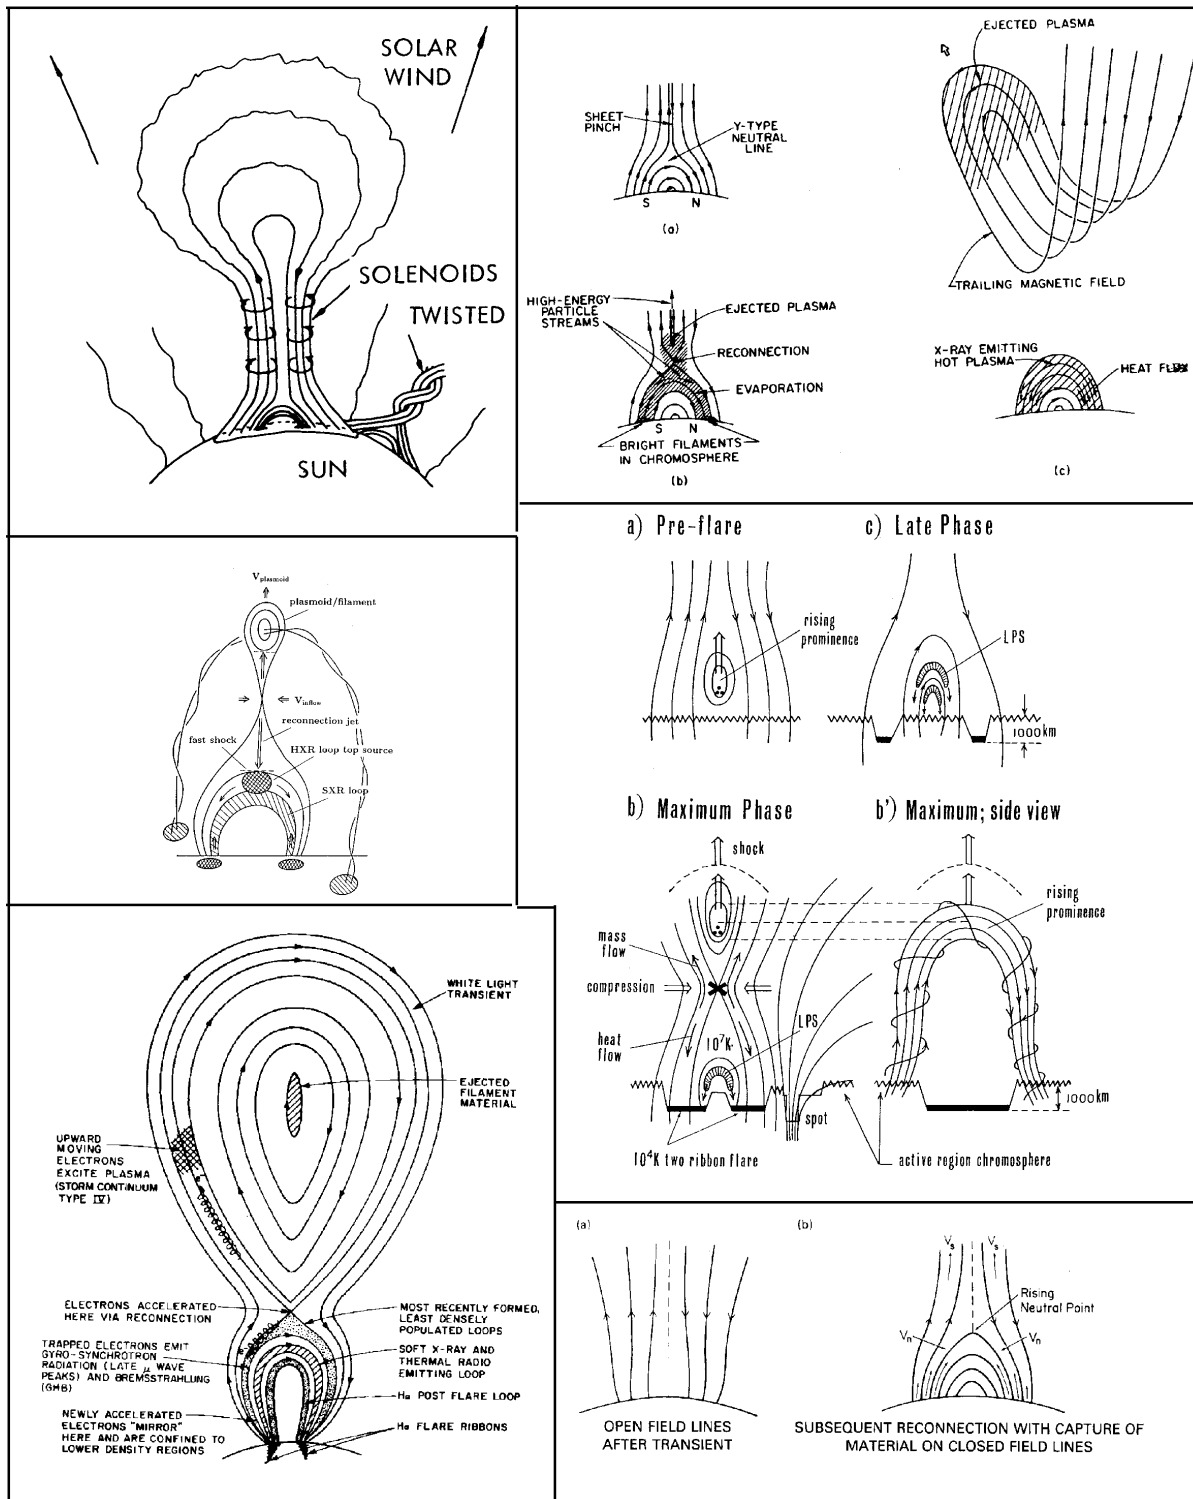 SOLAR
WIND
SOLENOIDS
TWISTED
SUN
EJECTED PLASMA
SHEET
PINCH
Y-TYPE
NEUTRAL
LINE
S N
(a)
TRAILING MAGNETIC FIELD
HIGH-ENERGY
PARTICLE
STREAMS
EJECTED PLASMA
RECONNECTION
EVAPORATION
S N
BRIGHT FILAMENTS
IN CHROMOSPHERE
(b)
X-RAY EMITTING
HOT PLASMA
HEAT
(c)
Vplasmoid
plasmoid/filament
Vinflow
reconnection jet
fast shock
HXR loop top source
SXR loop
a) Pre-flare
rising
prominence
c) Late Phase
LPS
1000km
b) Maximum Phase
shock
mass
flow
compression
heat
flow
10⁷K
LPS
spot
10⁴K two ribbon flare
b') Maximum; side view
rising
prominence
1000km
active region chromosphere
WHITE LIGHT
TRANSIENT
EJECTED
FILAMENT
MATERIAL
UPWARD
MOVING
ELECTRONS
EXCITE PLASMA
(STORM CONTINUUM
TYPE IV)
ELECTRONS ACCELERATED
HERE VIA RECONNECTION
MOST RECENTLY FORMED,
LEAST DENSELY
POPULATED LOOPS
TRAPPED ELECTRONS EMIT
GYRO-SYNCHROTRON
RADIATION (LATE μ WAVE
PEAKS) AND BREMSSTRAHLUNG
(GHB)
SOFT X-RAY AND
THERMAL RADIO
EMITTING LOOP
Hα POST FLARE LOOP
NEWLY ACCELERATED
ELECTRONS "MIRROR"
HERE AND ARE CONFINED TO
LOWER DENSITY REGIONS
Hα FLARE RIBBONS
(a)
OPEN FIELD LINES
AFTER TRANSIENT
(b)
Vs Vs
Rising
Neutral Point
Vn Vn
SUBSEQUENT RECONNECTION WITH CAPTURE OF
MATERIAL ON CLOSED FIELD LINES